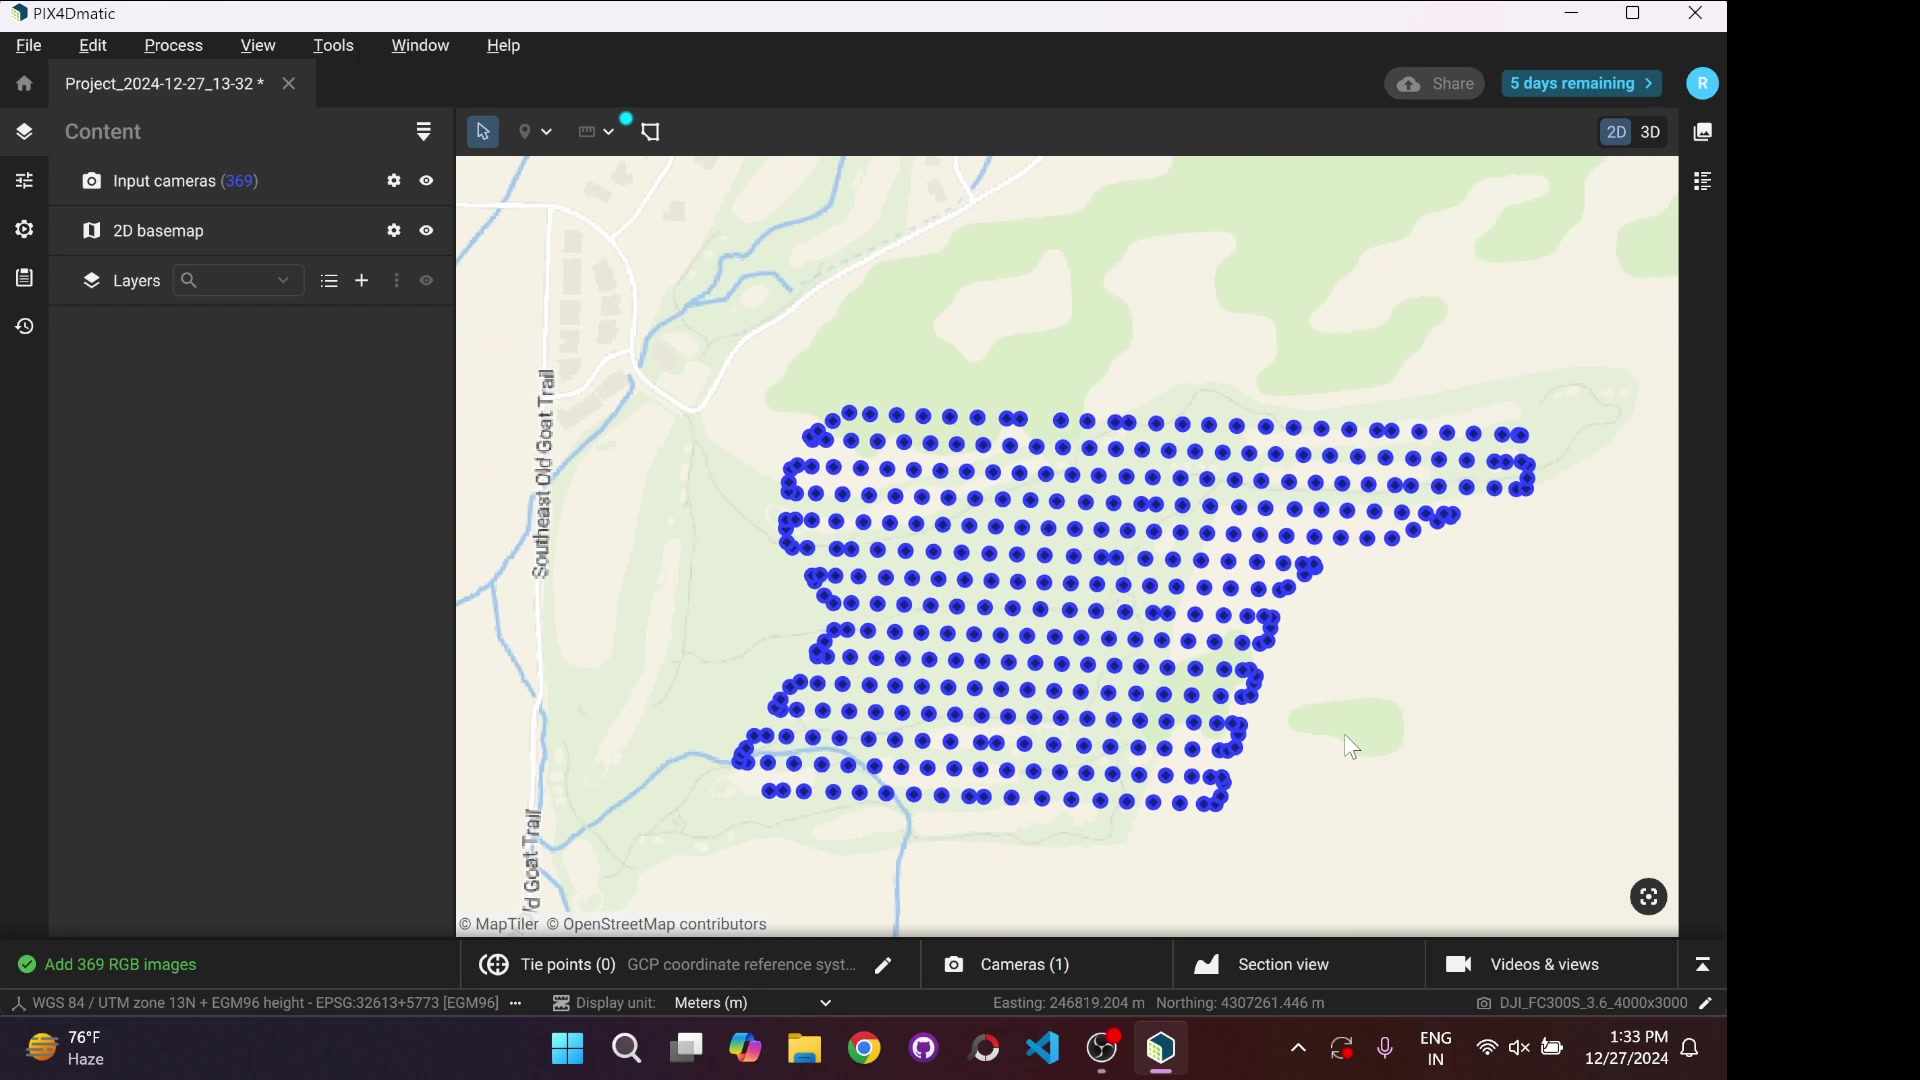 PIX4Dmatic
File Edit Process View Tools Window Help
Project_2024-12-27_13-32 *
Share
5 days remaining
R
Content
2D 3D
Input cameras (369)
2D basemap
Layers
Southeast Old Goat Trail
ld Goat Trail
© MapTiler © OpenStreetMap contributors
Add 369 RGB images
Tie points (0) GCP coordinate reference syst...
Cameras (1)
Section view
Videos & views
WGS 84 / UTM zone 13N + EGM96 height - EPSG:32613+5773 [EGM96]
Display unit: Meters (m)
Easting: 246819.204 m Northing: 4307261.446 m
DJI_FC300S_3.6_4000x3000
76°F
Haze
ENG
IN
1:33 PM
12/27/2024